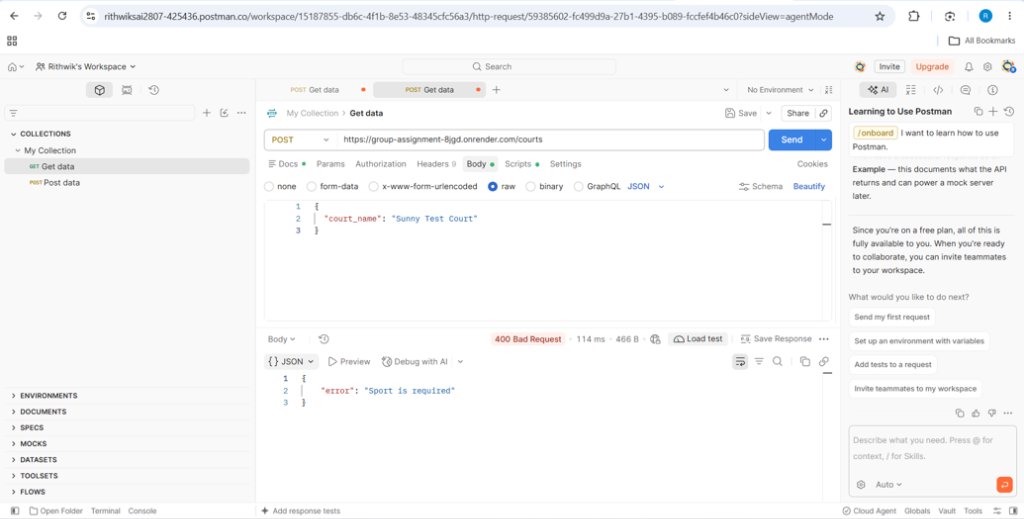 rithwiksai2807-425436.postman.co/workspace/15187855-db6c-4f1b-8e53-48345cfc56a3/http-request/59385602-fc499d9a-27b1-4395-b089-fccfef4b46c0?sideView=agentMode
R
All Bookmarks
Rithwik's Workspace
Search
Invite
Upgrade
POST Get data
POST Get data
No Environment
AI
COLLECTIONS
My Collection
GET Get data
POST Post data
My Collection > Get data
Save
Share
POST
https://group-assignment-8jgd.onrender.com/courts
Send
Docs
Params
Authorization
Headers 9
Body
Scripts
Settings
Cookies
none
form-data
x-www-form-urlencoded
raw
binary
GraphQL
JSON
Schema
Beautify
1 {
2 "court_name": "Sunny Test Court"
3 }
Body
400 Bad Request · 114 ms · 466 B
Load test
Save Response
{} JSON
Preview
Debug with AI
1 {
2 "error": "Sport is required"
3 }
Learning to Use Postman
/onboard I want to learn how to use
Postman.
Example — this documents what the API
returns and can power a mock server
later.
Since you're on a free plan, all of this is
fully available to you. When you're ready
to collaborate, you can invite teammates
to your workspace.
What would you like to do next?
Send my first request
Set up an environment with variables
Add tests to a request
Invite teammates to my workspace
Describe what you need. Press @ for
context, / for Skills.
Auto
ENVIRONMENTS
DOCUMENTS
SPECS
MOCKS
DATASETS
TOOLSETS
FLOWS
Open Folder
Terminal
Console
Add response tests
Cloud Agent
Globals
Vault
Tools